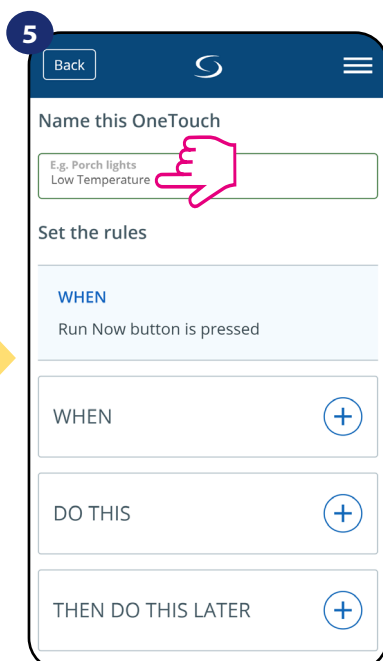 5
Back
Name this OneTouch
E.g. Porch lights
Low Temperature
Set the rules
WHEN
Run Now button is pressed
WHEN
DO THIS
THEN DO THIS LATER